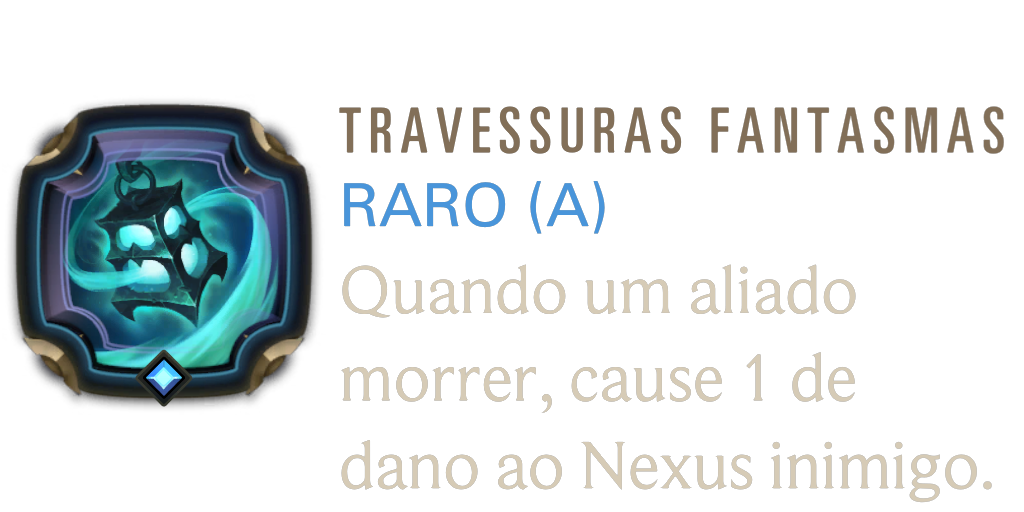 TRAVESSURAS FANTASMAS
RARO (A)
Quando um aliado
morrer, cause 1 de
dano ao Nexus inimigo.